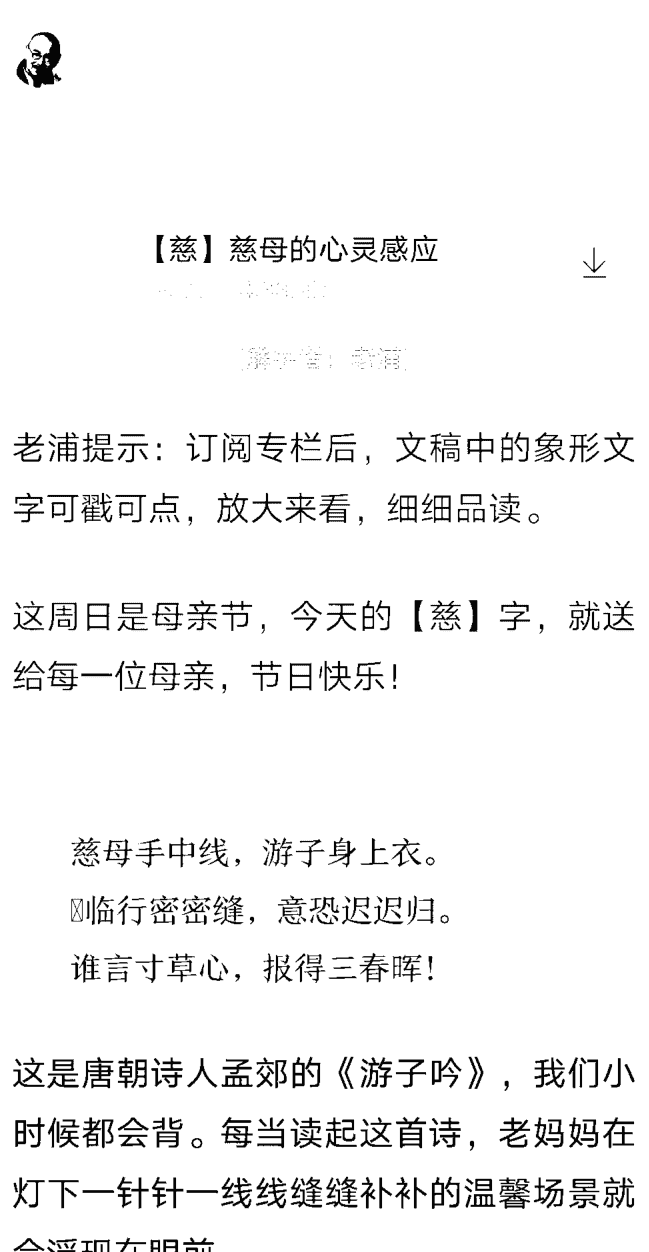 【慈】慈母的心灵感应
老浦提示：订阅专栏后，文稿中的象形文
字可戳可点，放大来看，细细品读。
这周日是母亲节，今天的【慈】字，就送
给每一位母亲，节日快乐！
慈母手中线，游子身上衣。
临行密密缝，意恐迟迟归。
谁言寸草心，报得三春晖！
这是唐朝诗人孟郊的《游子吟》，我们小
时候都会背。每当读起这首诗，老妈妈在
灯下一针针一线线缝缝补补的温馨场景就
会浮现在眼前